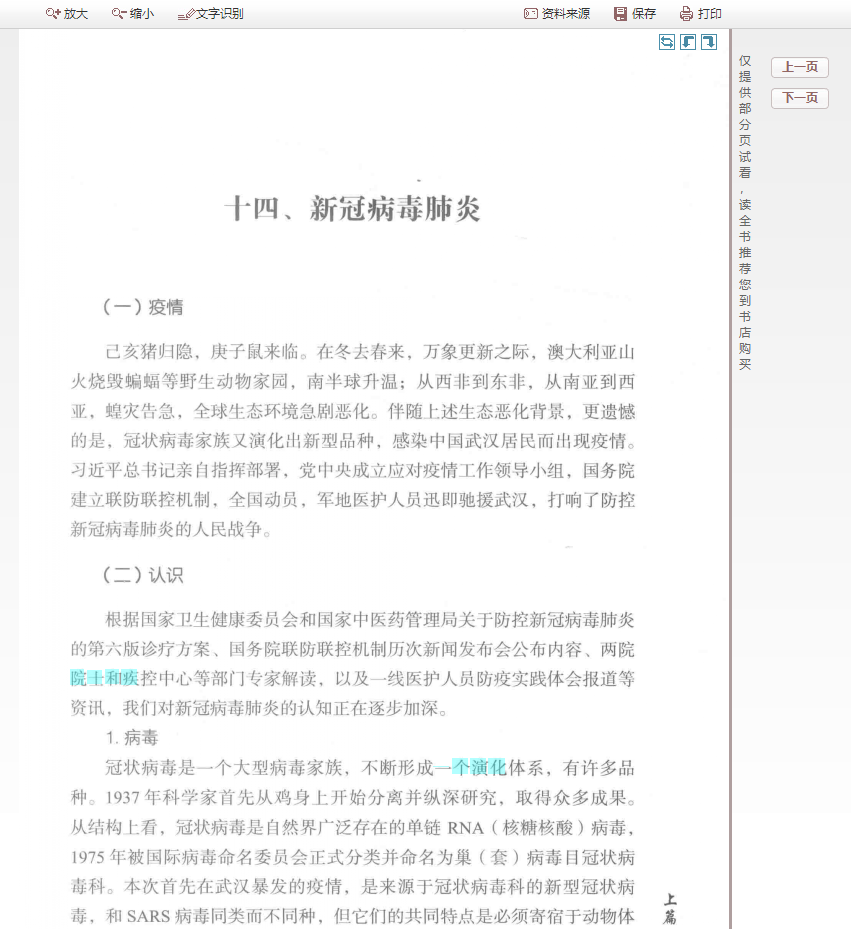 放大 缩小 文字识别 资料来源 保存 打印
上一页
下一页
仅提供部分页试看，读全书推荐您到书店购买
十四、新冠病毒肺炎
（一）疫情
己亥猪归隐，庚子鼠来临。在冬去春来，万象更新之际，澳大利亚山
火烧毁蝙蝠等野生动物家园，南半球升温；从西非到东非，从南亚到西
亚，蝗灾告急，全球生态环境急剧恶化。伴随上述生态恶化背景，更遗憾
的是，冠状病毒家族又演化出新型品种，感染中国武汉居民而出现疫情。
习近平总书记亲自指挥部署，党中央成立应对疫情工作领导小组，国务院
建立联防联控机制，全国动员，军地医护人员迅即驰援武汉，打响了防控
新冠病毒肺炎的人民战争。
（二）认识
根据国家卫生健康委员会和国家中医药管理局关于防控新冠病毒肺炎
的第六版诊疗方案、国务院联防联控机制历次新闻发布会公布内容、两院
院士和疾控中心等部门专家解读，以及一线医护人员防疫实践体会报道等
资讯，我们对新冠病毒肺炎的认知正在逐步加深。
1. 病毒
冠状病毒是一个大型病毒家族，不断形成一个演化体系，有许多品
种。1937 年科学家首先从鸡身上开始分离并纵深研究，取得众多成果。
从结构上看，冠状病毒是自然界广泛存在的单链 RNA（核糖核酸）病毒，
1975 年被国际病毒命名委员会正式分类并命名为巢（套）病毒目冠状病
毒科。本次首先在武汉暴发的疫情，是来源于冠状病毒科的新型冠状病
毒，和 SARS 病毒同类而不同种，但它们的共同特点是必须寄宿于动物体
上篇